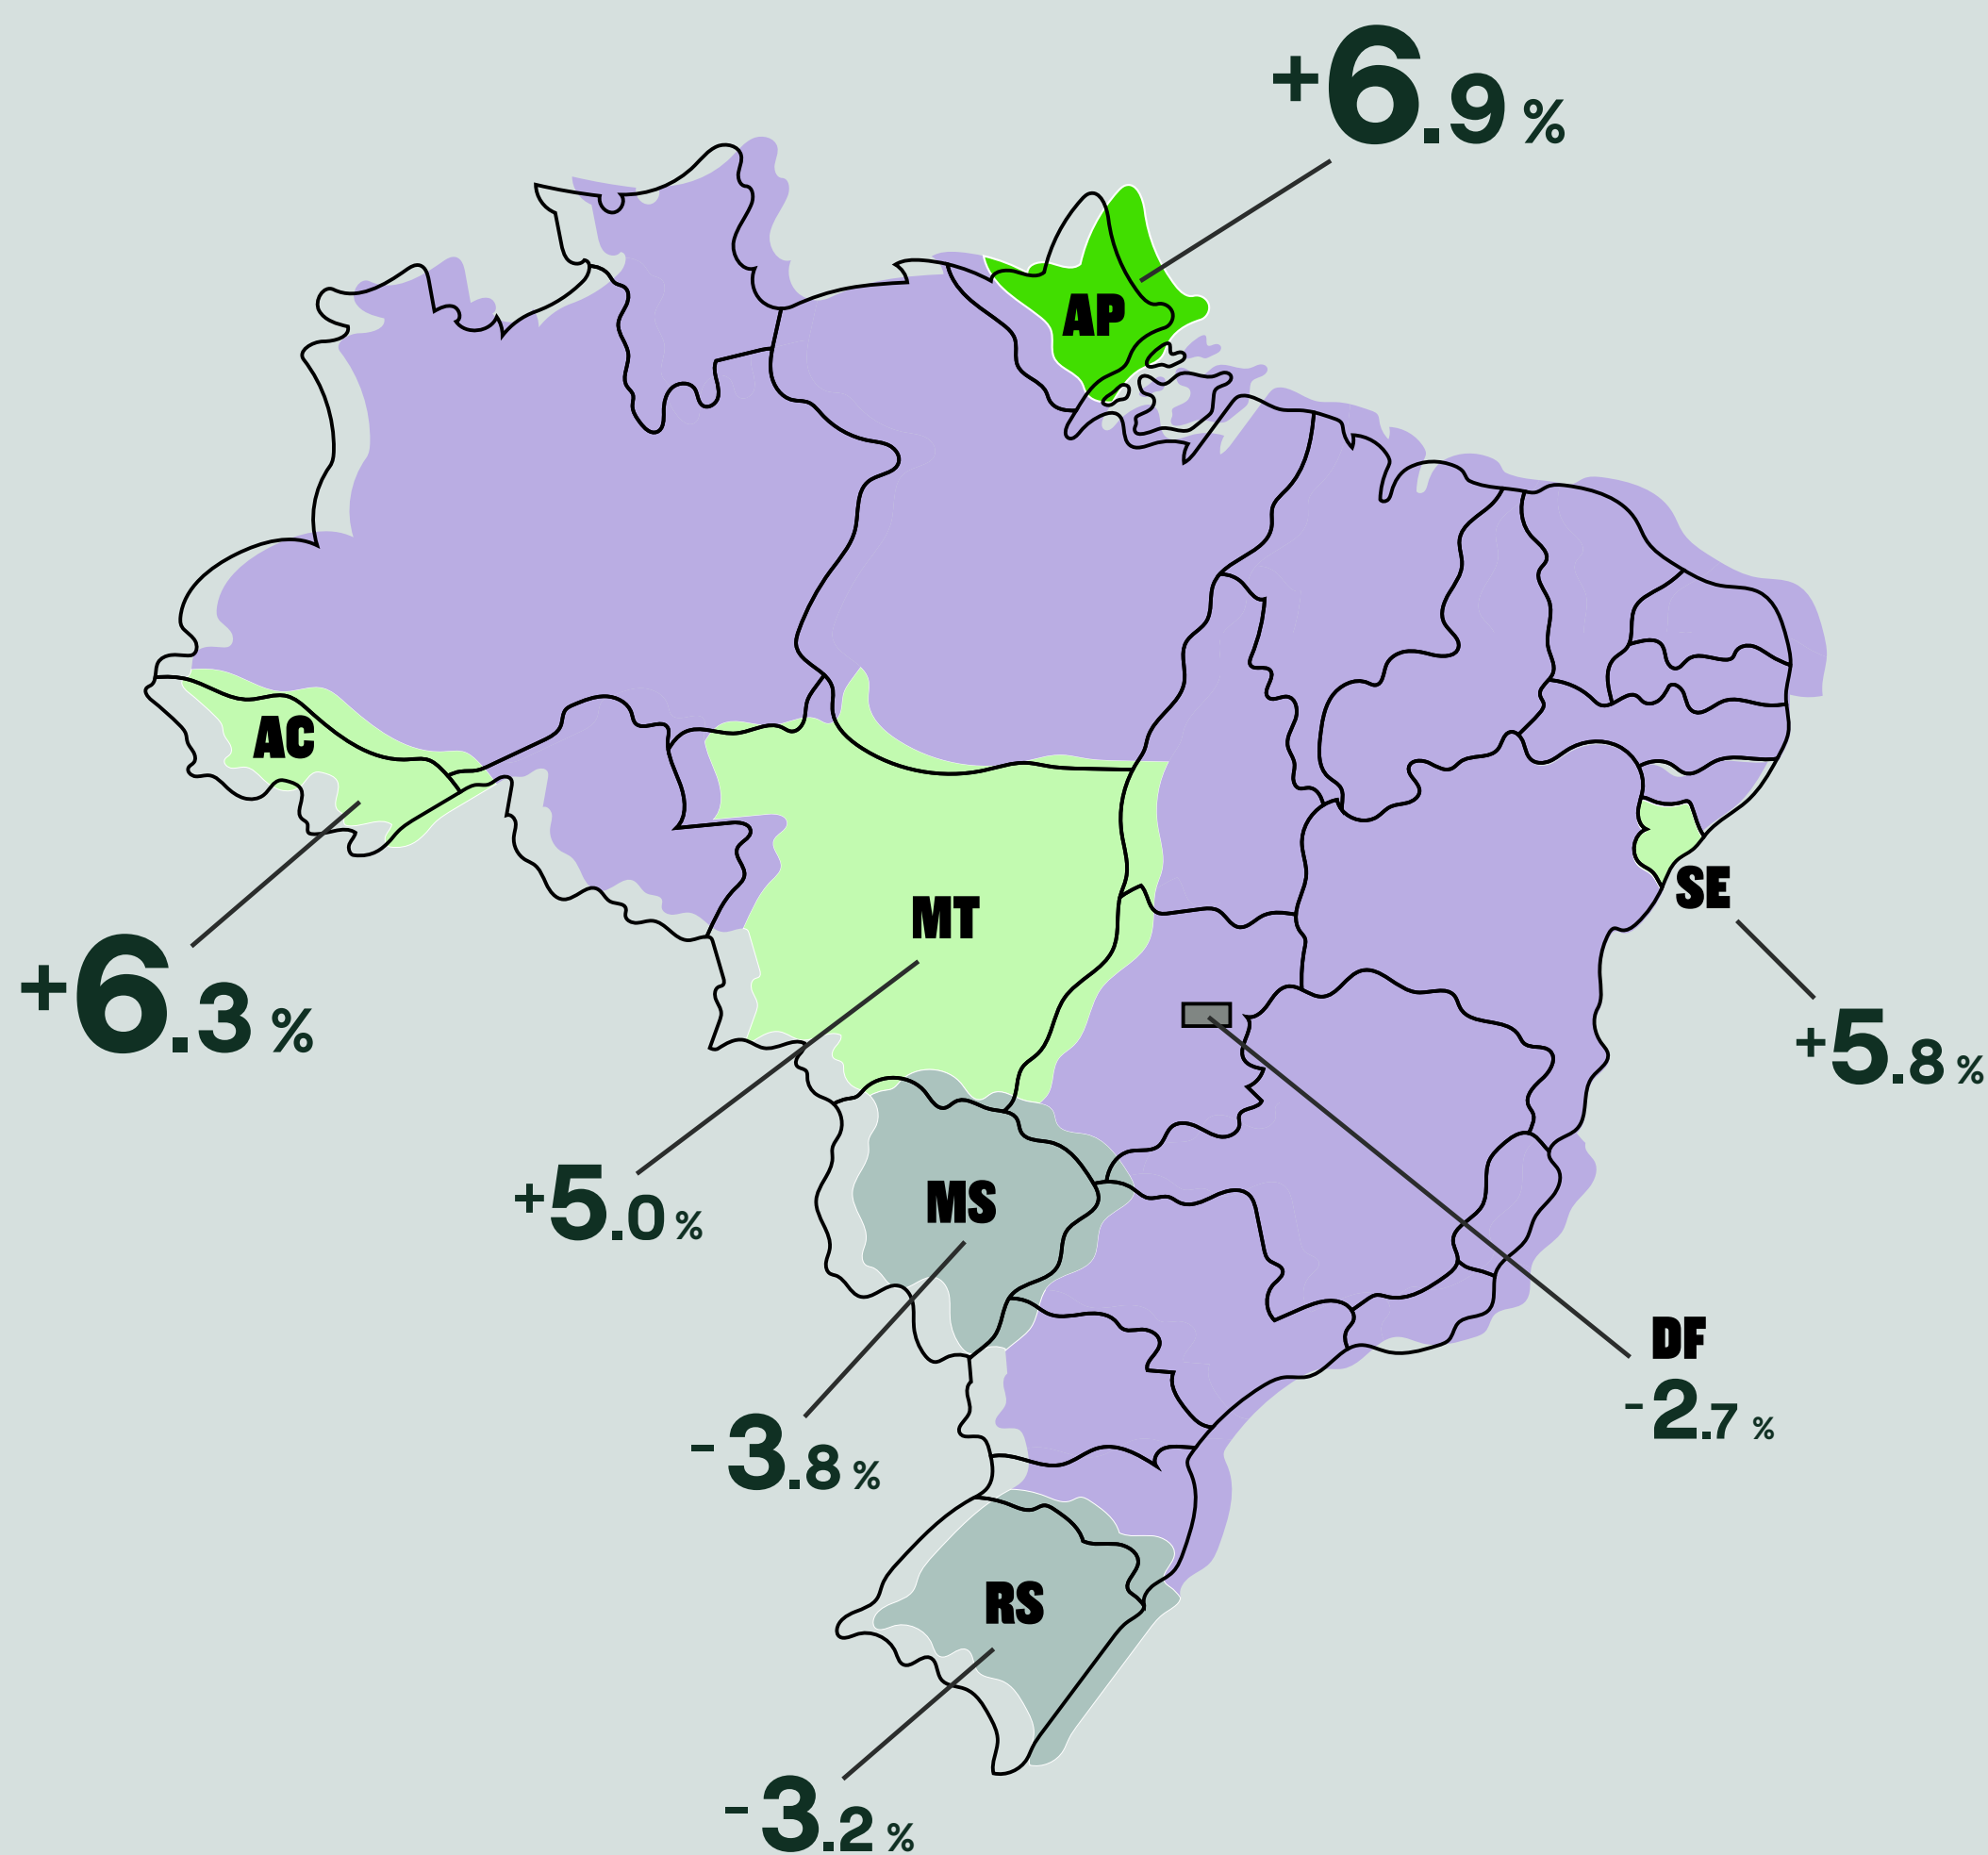 +6.9 %
AP
AC
+6.3 %
MT
+5.0 %
SE
+5.8 %
MS
-3.8 %
DF
-2.7 %
RS
-3.2 %